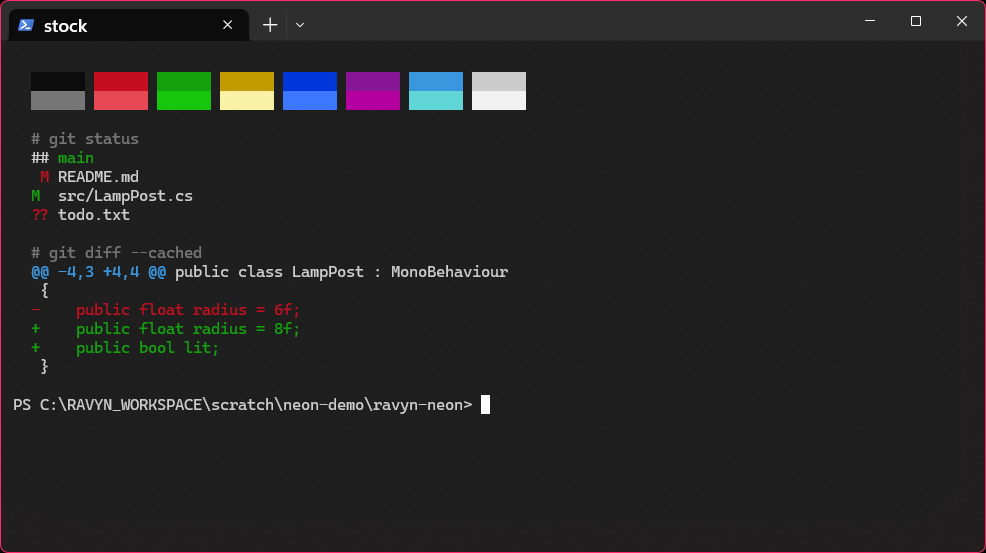 stock
# git status
## main
 M README.md
M  src/LampPost.cs
?? todo.txt
# git diff --cached
@@ -4,3 +4,4 @@ public class LampPost : MonoBehaviour
 {
-    public float radius = 6f;
+    public float radius = 8f;
+    public bool lit;
 }
PS C:\RAVYN_WORKSPACE\scratch\neon-demo\ravyn-neon>